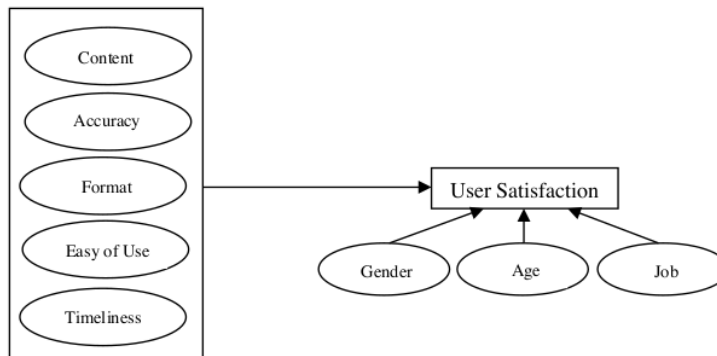 Content
Accuracy
Format
Easy of Use
Timeliness
User Satisfaction
Gender
Age
Job